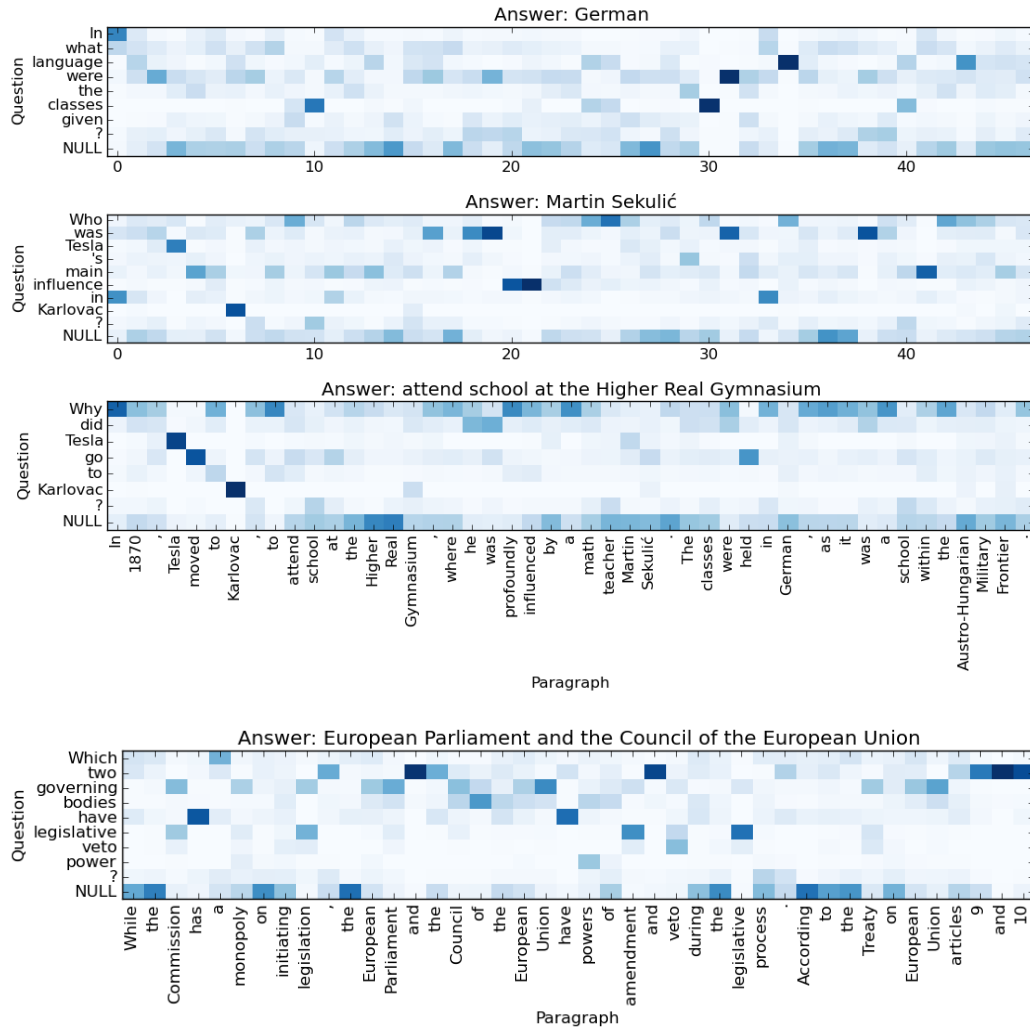 Answer: German
Question
In
what
language
were
the
classes
given
?
NULL
0 10 20 30 40
Answer: Martin Sekulić
Question
Who
was
Tesla
's
main
influence
in
Karlovac
?
NULL
0 10 20 30 40
Answer: attend school at the Higher Real Gymnasium
Question
Why
did
Tesla
go
to
Karlovac
?
NULL
In
1870
,
Tesla
moved
to
Karlovac
,
to
attend
school
at
the
Higher
Real
Gymnasium
,
where
he
was
profoundly
influenced
by
a
math
teacher
Martin
Sekulić
.
The
classes
were
held
in
German
,
as
it
was
a
school
within
the
Austro-Hungarian
Military
Frontier
.
Paragraph
Answer: European Parliament and the Council of the European Union
Question
Which
two
governing
bodies
have
legislative
veto
power
?
NULL
While
the
Commission
has
a
monopoly
on
initiating
legislation
,
the
European
Parliament
and
the
Council
of
the
European
Union
have
powers
of
amendment
and
veto
during
the
legislative
process
.
According
to
the
Treaty
on
European
Union
articles
9
and
10
Paragraph